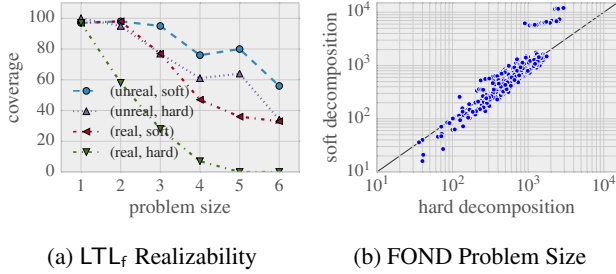 100
80
60
40
20
0
coverage
(unreal, soft)
(unreal, hard)
(real, soft)
(real, hard)
1 2 3 4 5 6
problem size
(a) LTLf Realizability
10^4
10^3
10^2
10^1
soft decomposition
10^1 10^2 10^3 10^4
hard decomposition
(b) FOND Problem Size